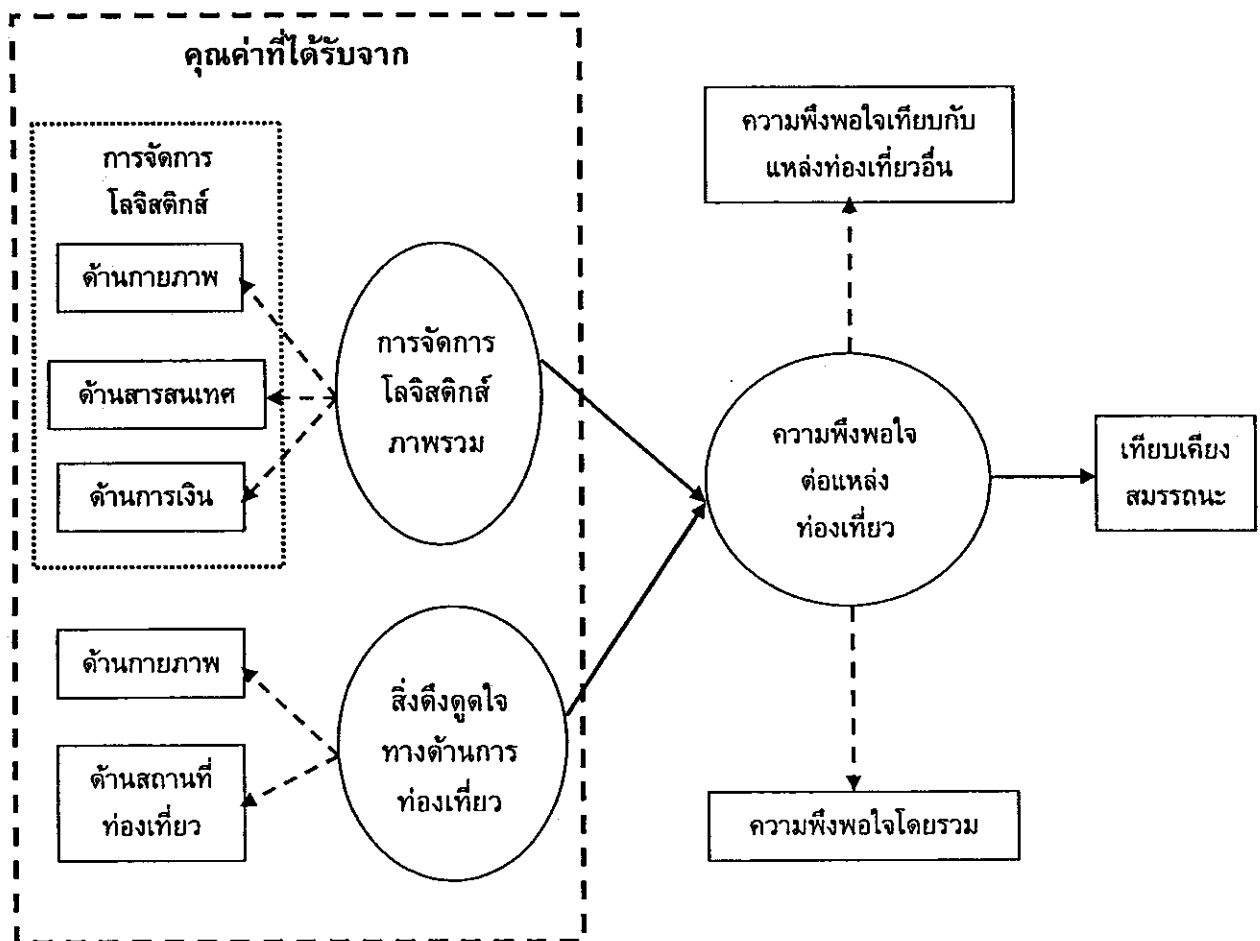 คุณค่าที่ได้รับจาก
การจัดการ
โลจิสติกส์
ด้านกายภาพ
ด้านสารสนเทศ
ด้านการเงิน
การจัดการ
โลจิสติกส์
ภาพรวม
ด้านกายภาพ
ด้านสถานที่
ท่องเที่ยว
สิ่งดึงดูดใจ
ทางด้านการ
ท่องเที่ยว
ความพึงพอใจเทียบกับ
แหล่งท่องเที่ยวอื่น
ความพึงพอใจ
ต่อแหล่ง
ท่องเที่ยว
ความพึงพอใจโดยรวม
เทียบเคียง
สมรรถนะ